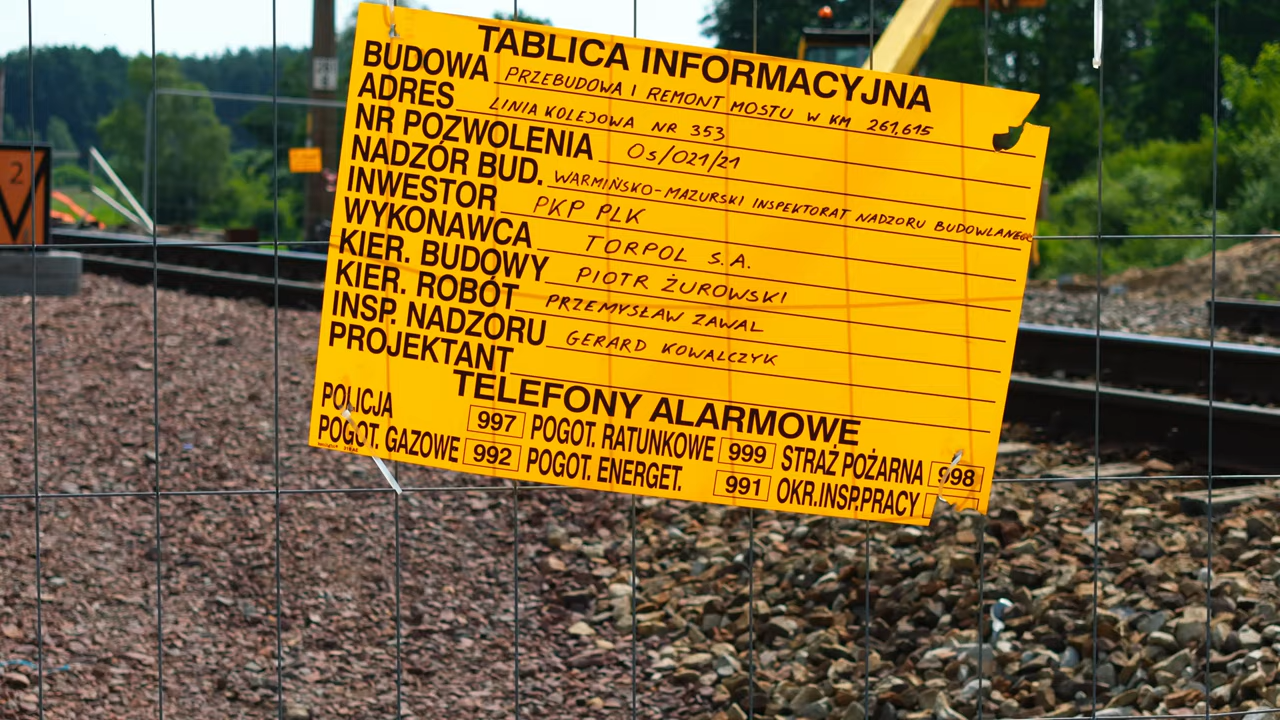 TABLICA INFORMACYJNA
BUDOWA PRZEBUDOWA I REMONT MOSTU W KM 261,615
ADRES LINIA KOLEJOWA NR 353
NR POZWOLENIA Os/021/21
NADZÓR BUD. WARMIŃSKO-MAZURSKI INSPEKTORAT NADZORU BUDOWLANEGO
INWESTOR PKP PLK
WYKONAWCA TORPOL S.A.
KIER. BUDOWY PIOTR ŻUROWSKI
KIER. ROBÓT PRZEMYSŁAW ZAWAL
INSP. NADZORU GERARD KOWALCZYK
PROJEKTANT
TELEFONY ALARMOWE
POLICJA 997 POGOT. RATUNKOWE 999 STRAŻ POŻARNA 998
POGOT. GAZOWE 992 POGOT. ENERGET. 991 OKR.INSP.PRACY
2